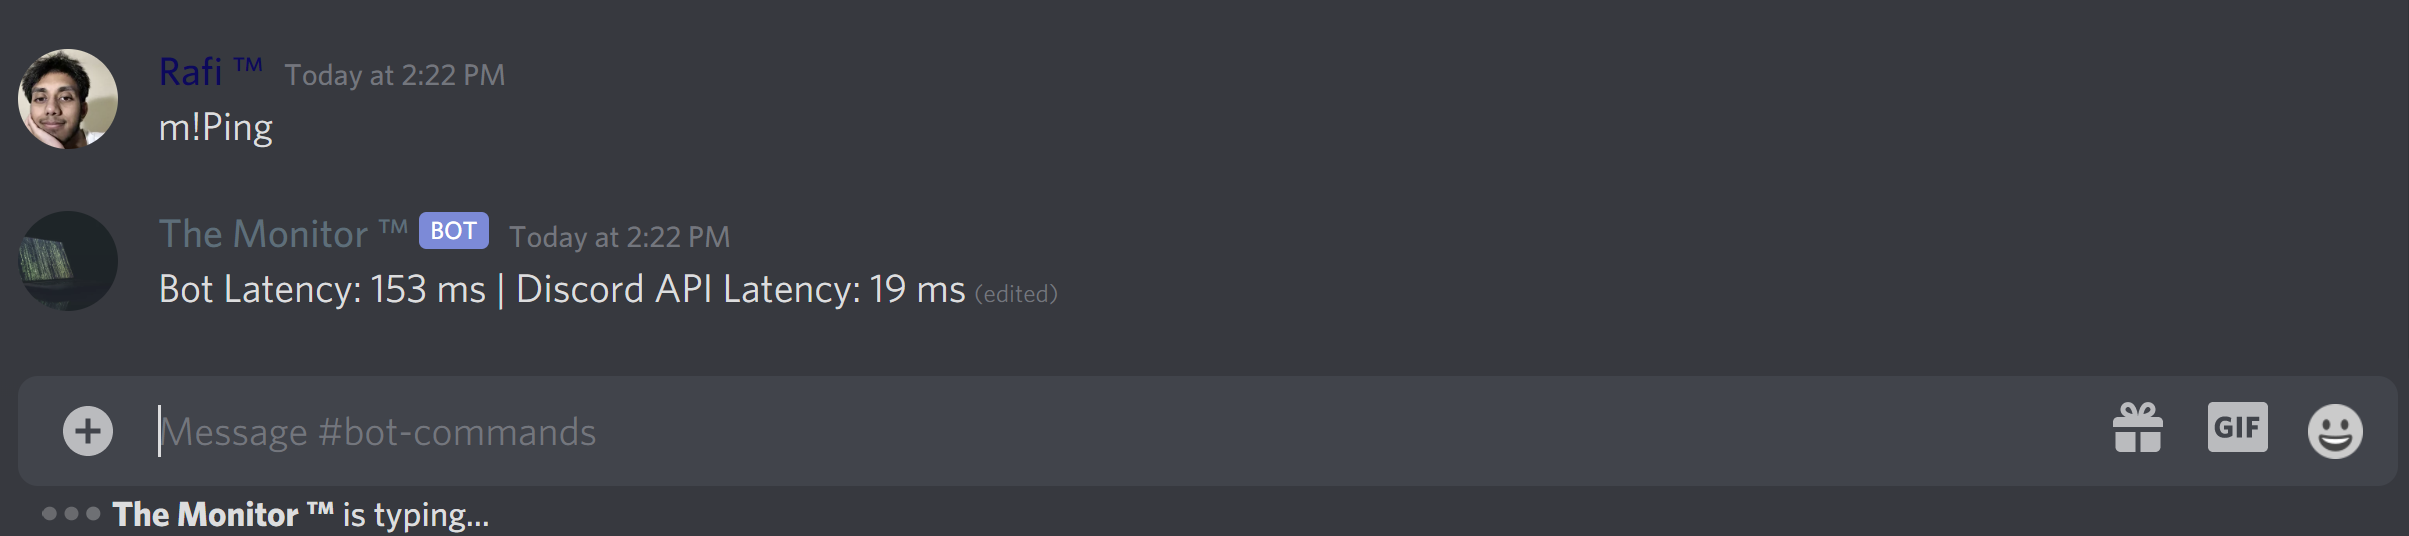 Rafi ™ Today at 2:22 PM
m!Ping
The Monitor ™ BOT Today at 2:22 PM
Bot Latency: 153 ms | Discord API Latency: 19 ms (edited)
Message #bot-commands GIF
The Monitor ™ is typing...